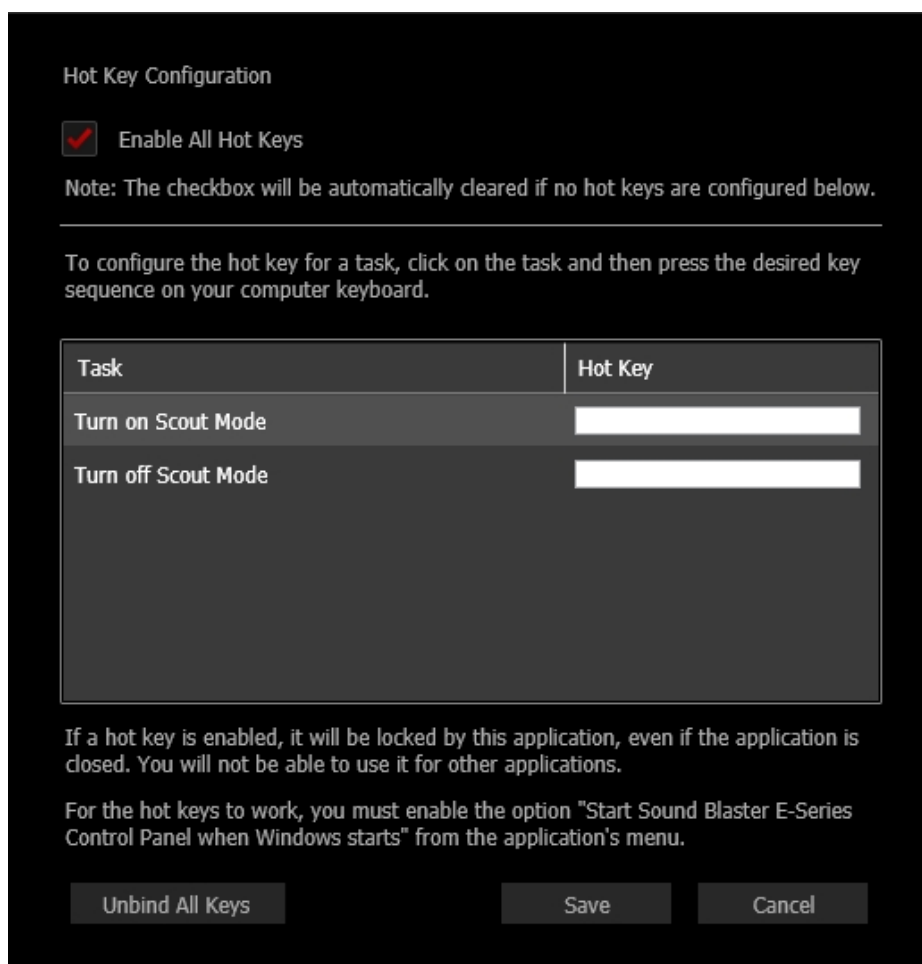 Hot Key Configuration
Enable All Hot Keys
Note: The checkbox will be automatically cleared if no hot keys are configured below.
To configure the hot key for a task, click on the task and then press the desired key
sequence on your computer keyboard.
Task Hot Key
Turn on Scout Mode
Turn off Scout Mode
If a hot key is enabled, it will be locked by this application, even if the application is
closed. You will not be able to use it for other applications.
For the hot keys to work, you must enable the option "Start Sound Blaster E-Series
Control Panel when Windows starts" from the application's menu.
Unbind All Keys Save Cancel